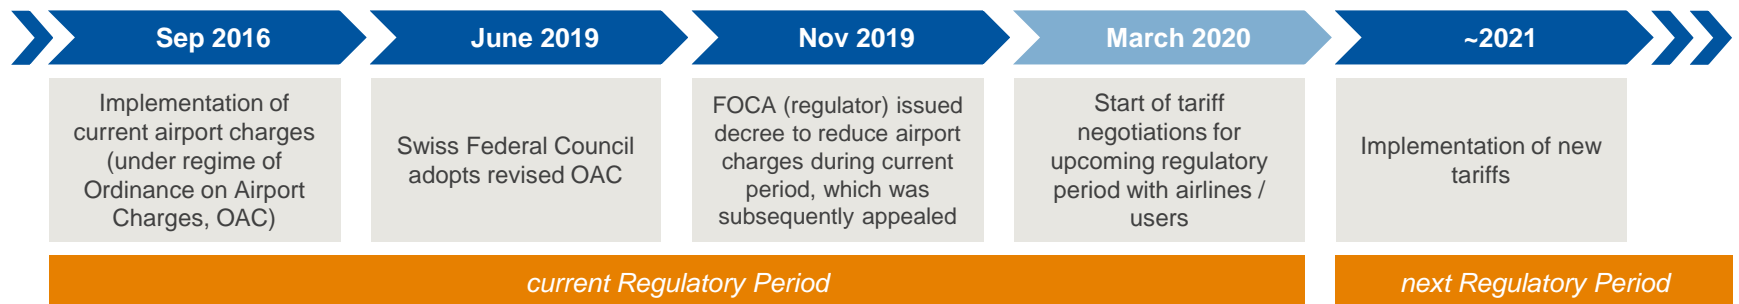 Sep 2016
June 2019
Nov 2019
March 2020
~2021
Implementation of
current airport charges
(under regime of
Ordinance on Airport
Charges, OAC)
Swiss Federal Council
adopts revised OAC
FOCA (regulator) issued
decree to reduce airport
charges during current
period, which was
subsequently appealed
Start of tariff
negotiations for
upcoming regulatory
period with airlines /
users
Implementation of new
tariffs
current Regulatory Period
next Regulatory Period